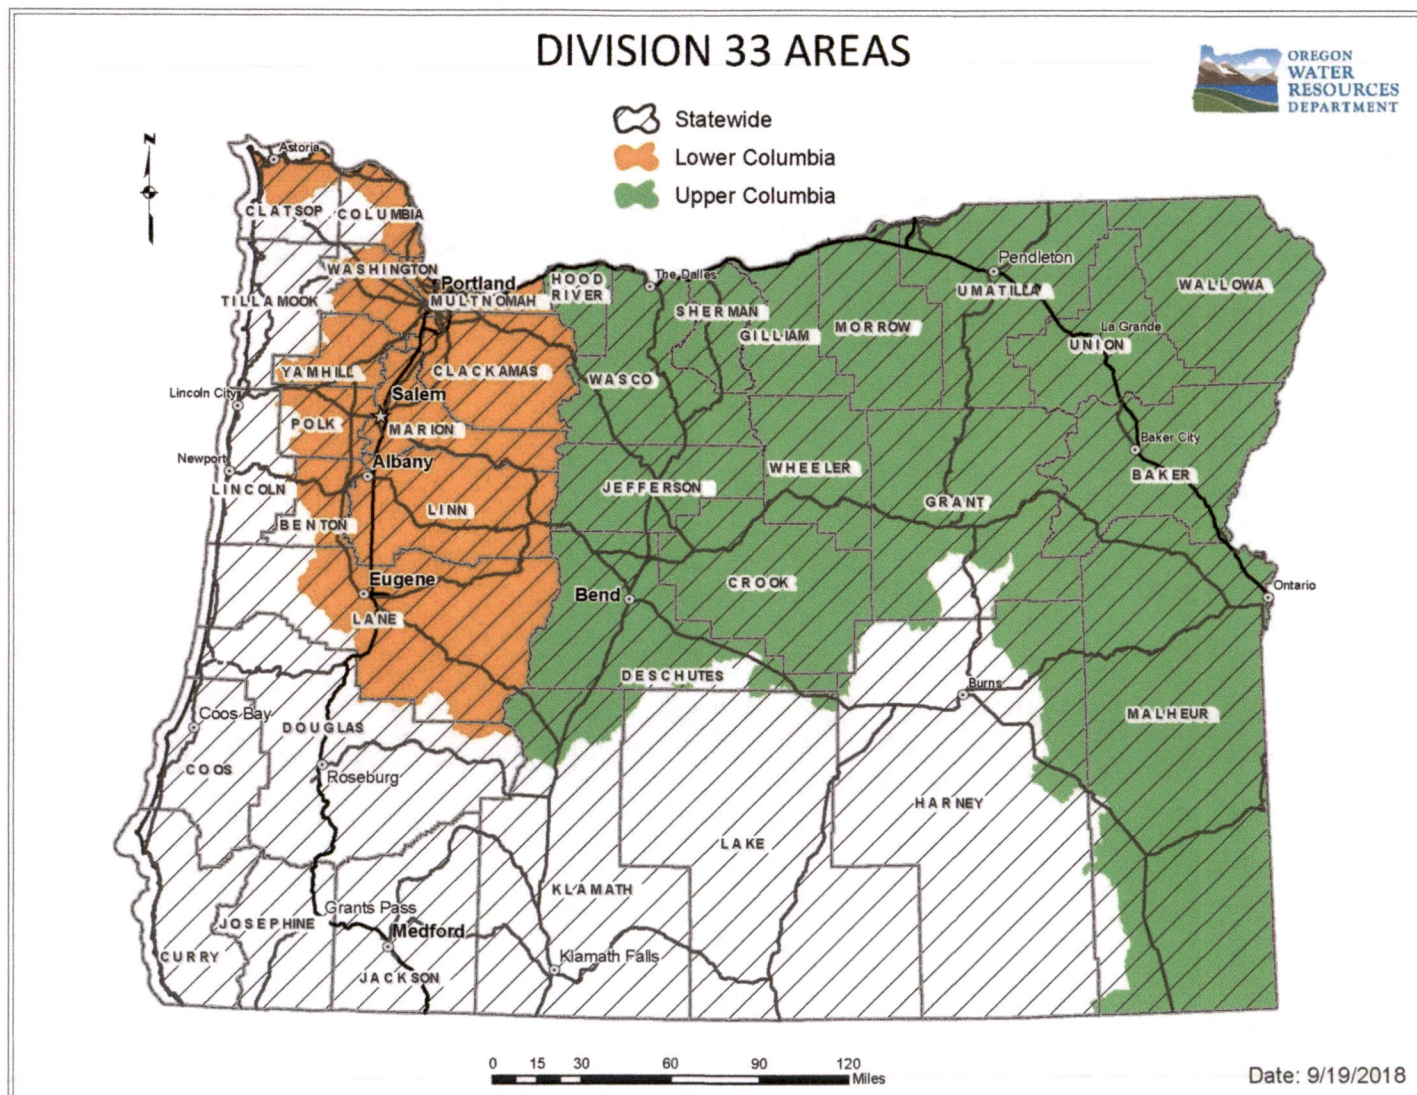 DIVISION 33 AREAS
OREGON
WATER
RESOURCES
DEPARTMENT
Statewide
Lower Columbia
Upper Columbia
N
Astoria
CLATSOP
COLUMBIA
WASHINGTON
Portland
HOOD
RIVER
The Dalles
Pendleton
TILLAMOOK
MULTNOMAH
SHERMAN
GILLIAM
MORROW
UMATILLA
WALLOWA
La Grande
UNION
YAMHILL
CLACKAMAS
WASCO
Lincoln City
Salem
POLK
MARION
Baker City
Newport
Albany
WHEELER
BAKER
LINCOLN
JEFFERSON
GRANT
BENTON
LINN
Eugene
Bend
CROOK
Ontario
LANE
DESCHUTES
Burns
Coos Bay
DOUGLAS
MALHEUR
COOS
Roseburg
HARNEY
LAKE
KLAMATH
Grants Pass
JOSEPHINE
Medford
CURRY
Klamath Falls
JACKSON
0 15 30 60 90 120
Miles
Date: 9/19/2018